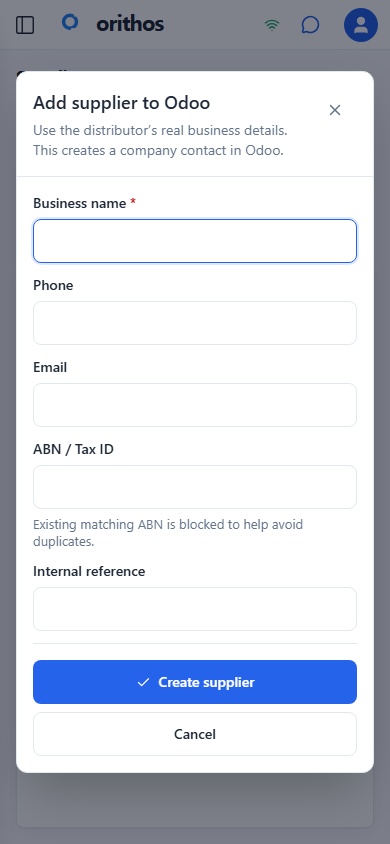 orithos
Add supplier to Odoo
Use the distributor's real business details.
This creates a company contact in Odoo.
Business name *
Phone
Email
ABN / Tax ID
Existing matching ABN is blocked to help avoid
duplicates.
Internal reference
Create supplier
Cancel